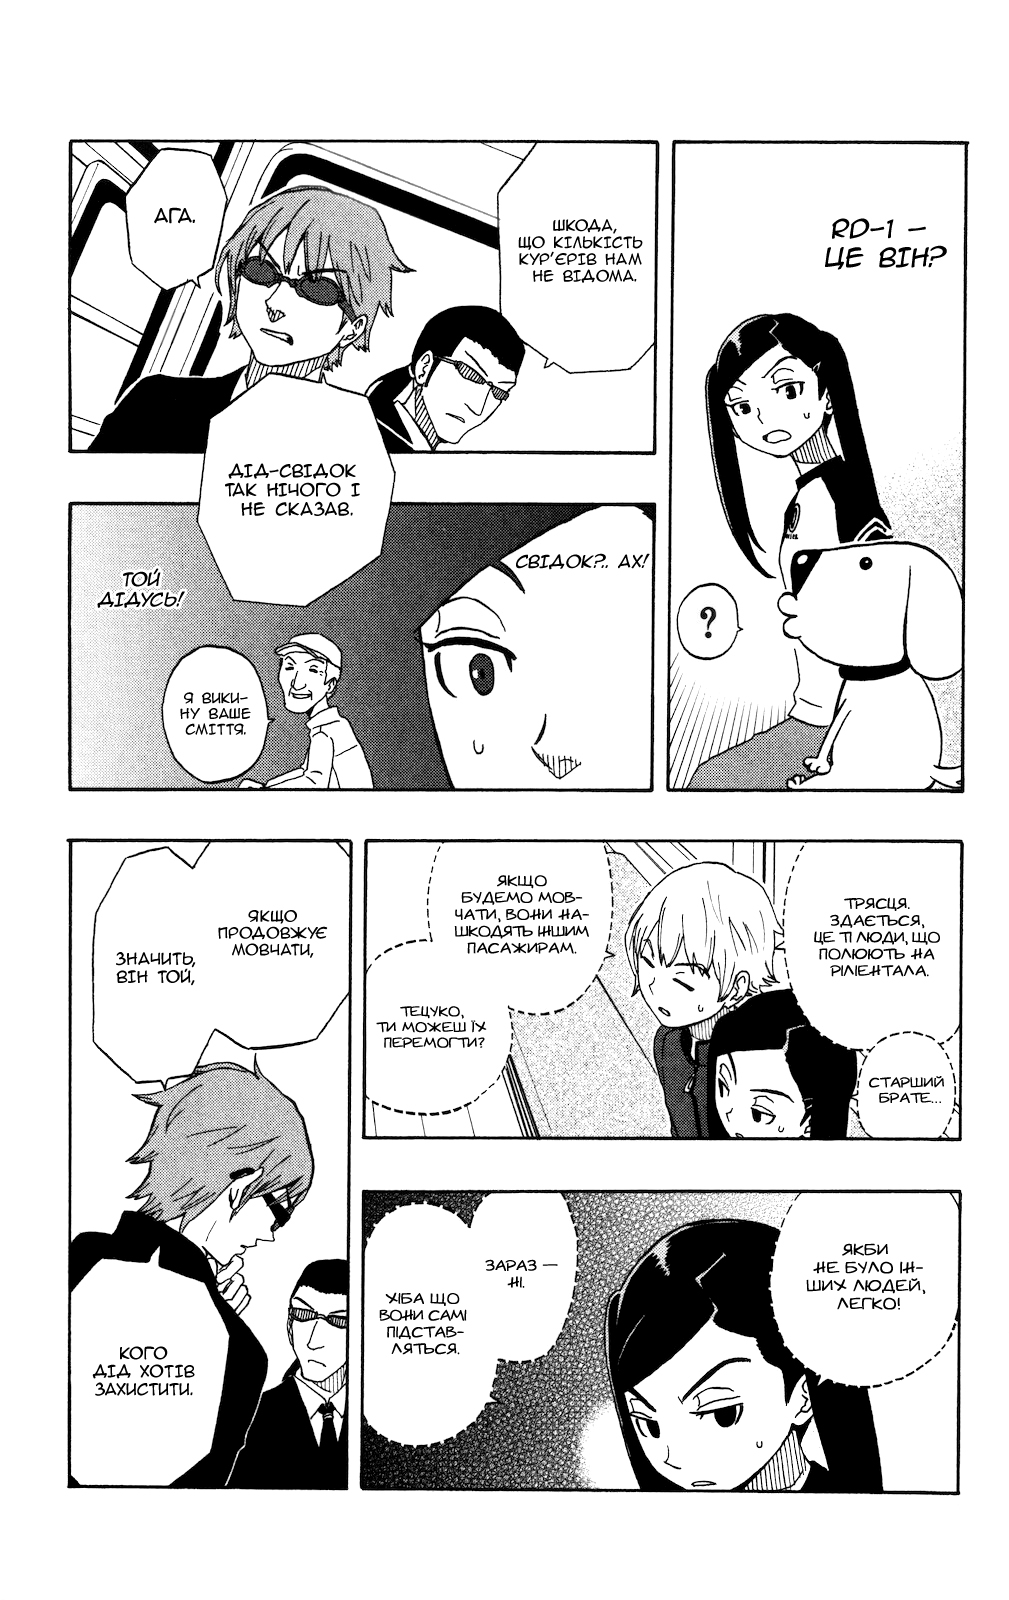 RD-1 –
ЦЕ ВІН?
?
ШКОДА,
ЩО КІЛЬКІСТЬ
КУР'ЄРІВ НАМ
НЕ ВІДОМА.
АГА.
ДІД-СВІДОК
ТАК НІЧОГО І
НЕ СКАЗАВ.
СВІДОК?.. АХ!
ТОЙ
ДІДУСЬ!
Я ВИКИ-
НУ ВАШЕ
СМІТТЯ.
ТРЯСЦЯ.
ЗДАЄТЬСЯ,
ЦЕ ТІ ЛЮДИ, ЩО
ПОЛЮЮТЬ НА
РІЛІЕНТАЛА.
СТАРШИЙ
БРАТЕ...
ЯКЩО
БУДЕМО МОВ-
ЧАТИ, ВОНИ НА-
ШКОДЯТЬ ІНШИМ
ПАСАЖИРАМ.
ТЕЦУКО,
ТИ МОЖЕШ ЇХ
ПЕРЕМОГТИ?
ЯКБИ
НЕ БУЛО ІН-
ШИХ ЛЮДЕЙ,
ЛЕГКО!
ЗАРАЗ –
НІ.
ХІБА ЩО
ВОНИ САМІ
ПІДСТАВ-
ЛЯТЬСЯ.
ЯКЩО
ПРОДОВЖУЄ
МОВЧАТИ,
ЗНАЧИТЬ,
ВІН ТОЙ,
КОГО
ДІД ХОТІВ
ЗАХИСТИТИ.